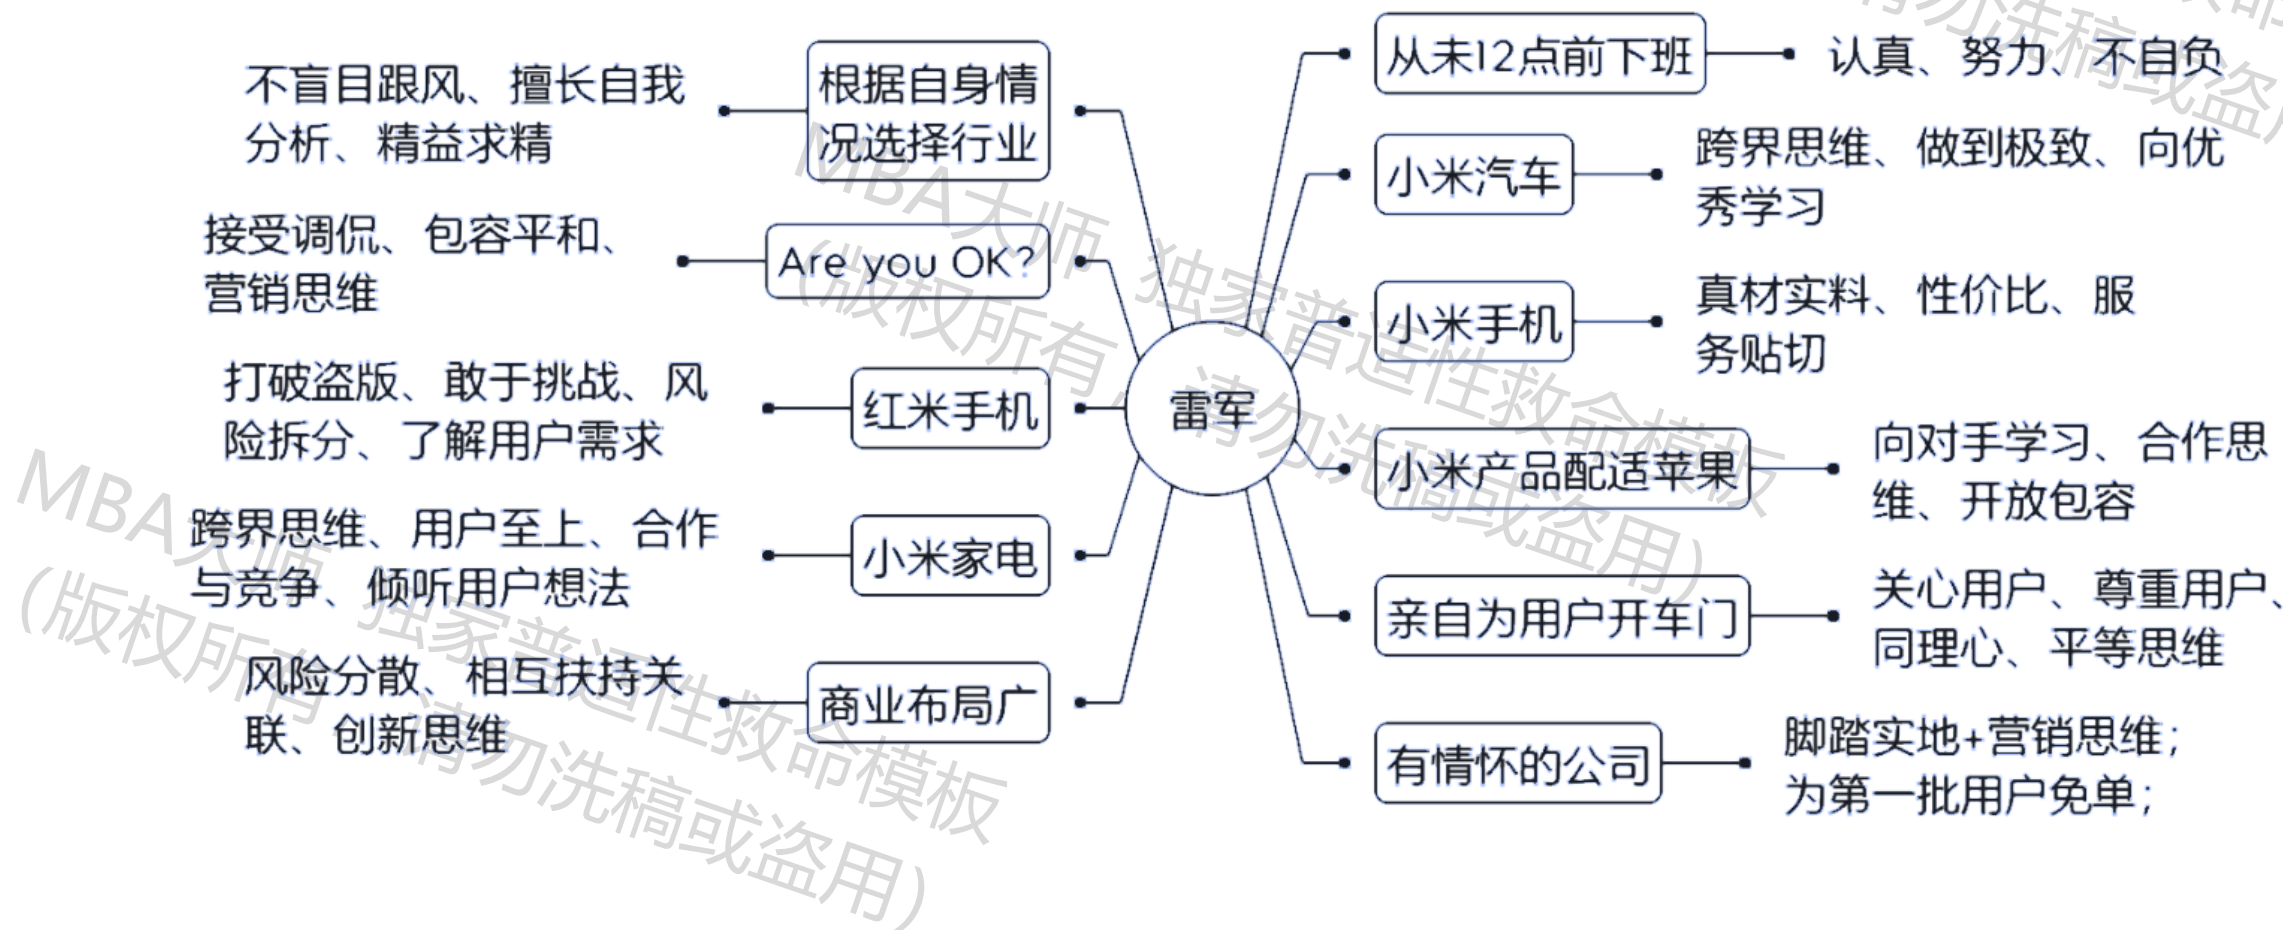 不盲目跟风、擅长自我
分析、精益求精
根据自身情
况选择行业
接受调侃、包容平和、
营销思维
Are you OK?
打破盗版、敢于挑战、风
险拆分、了解用户需求
红米手机
跨界思维、用户至上、合作
与竞争、倾听用户想法
小米家电
风险分散、相互扶持关
联、创新思维
商业布局广
雷军
从未12点前下班
认真、努力、不自负
小米汽车
跨界思维、做到极致、向优
秀学习
小米手机
真材实料、性价比、服
务贴切
小米产品配适苹果
向对手学习、合作思
维、开放包容
亲自为用户开车门
关心用户、尊重用户、
同理心、平等思维
有情怀的公司
脚踏实地+营销思维；
为第一批用户免单；
MBA大师 独家普适性救命模板
(版权所有，请勿洗稿或盗用)
MBA大师 独家普适性救命模板
(版权所有，请勿洗稿或盗用)
请勿洗稿或盗用